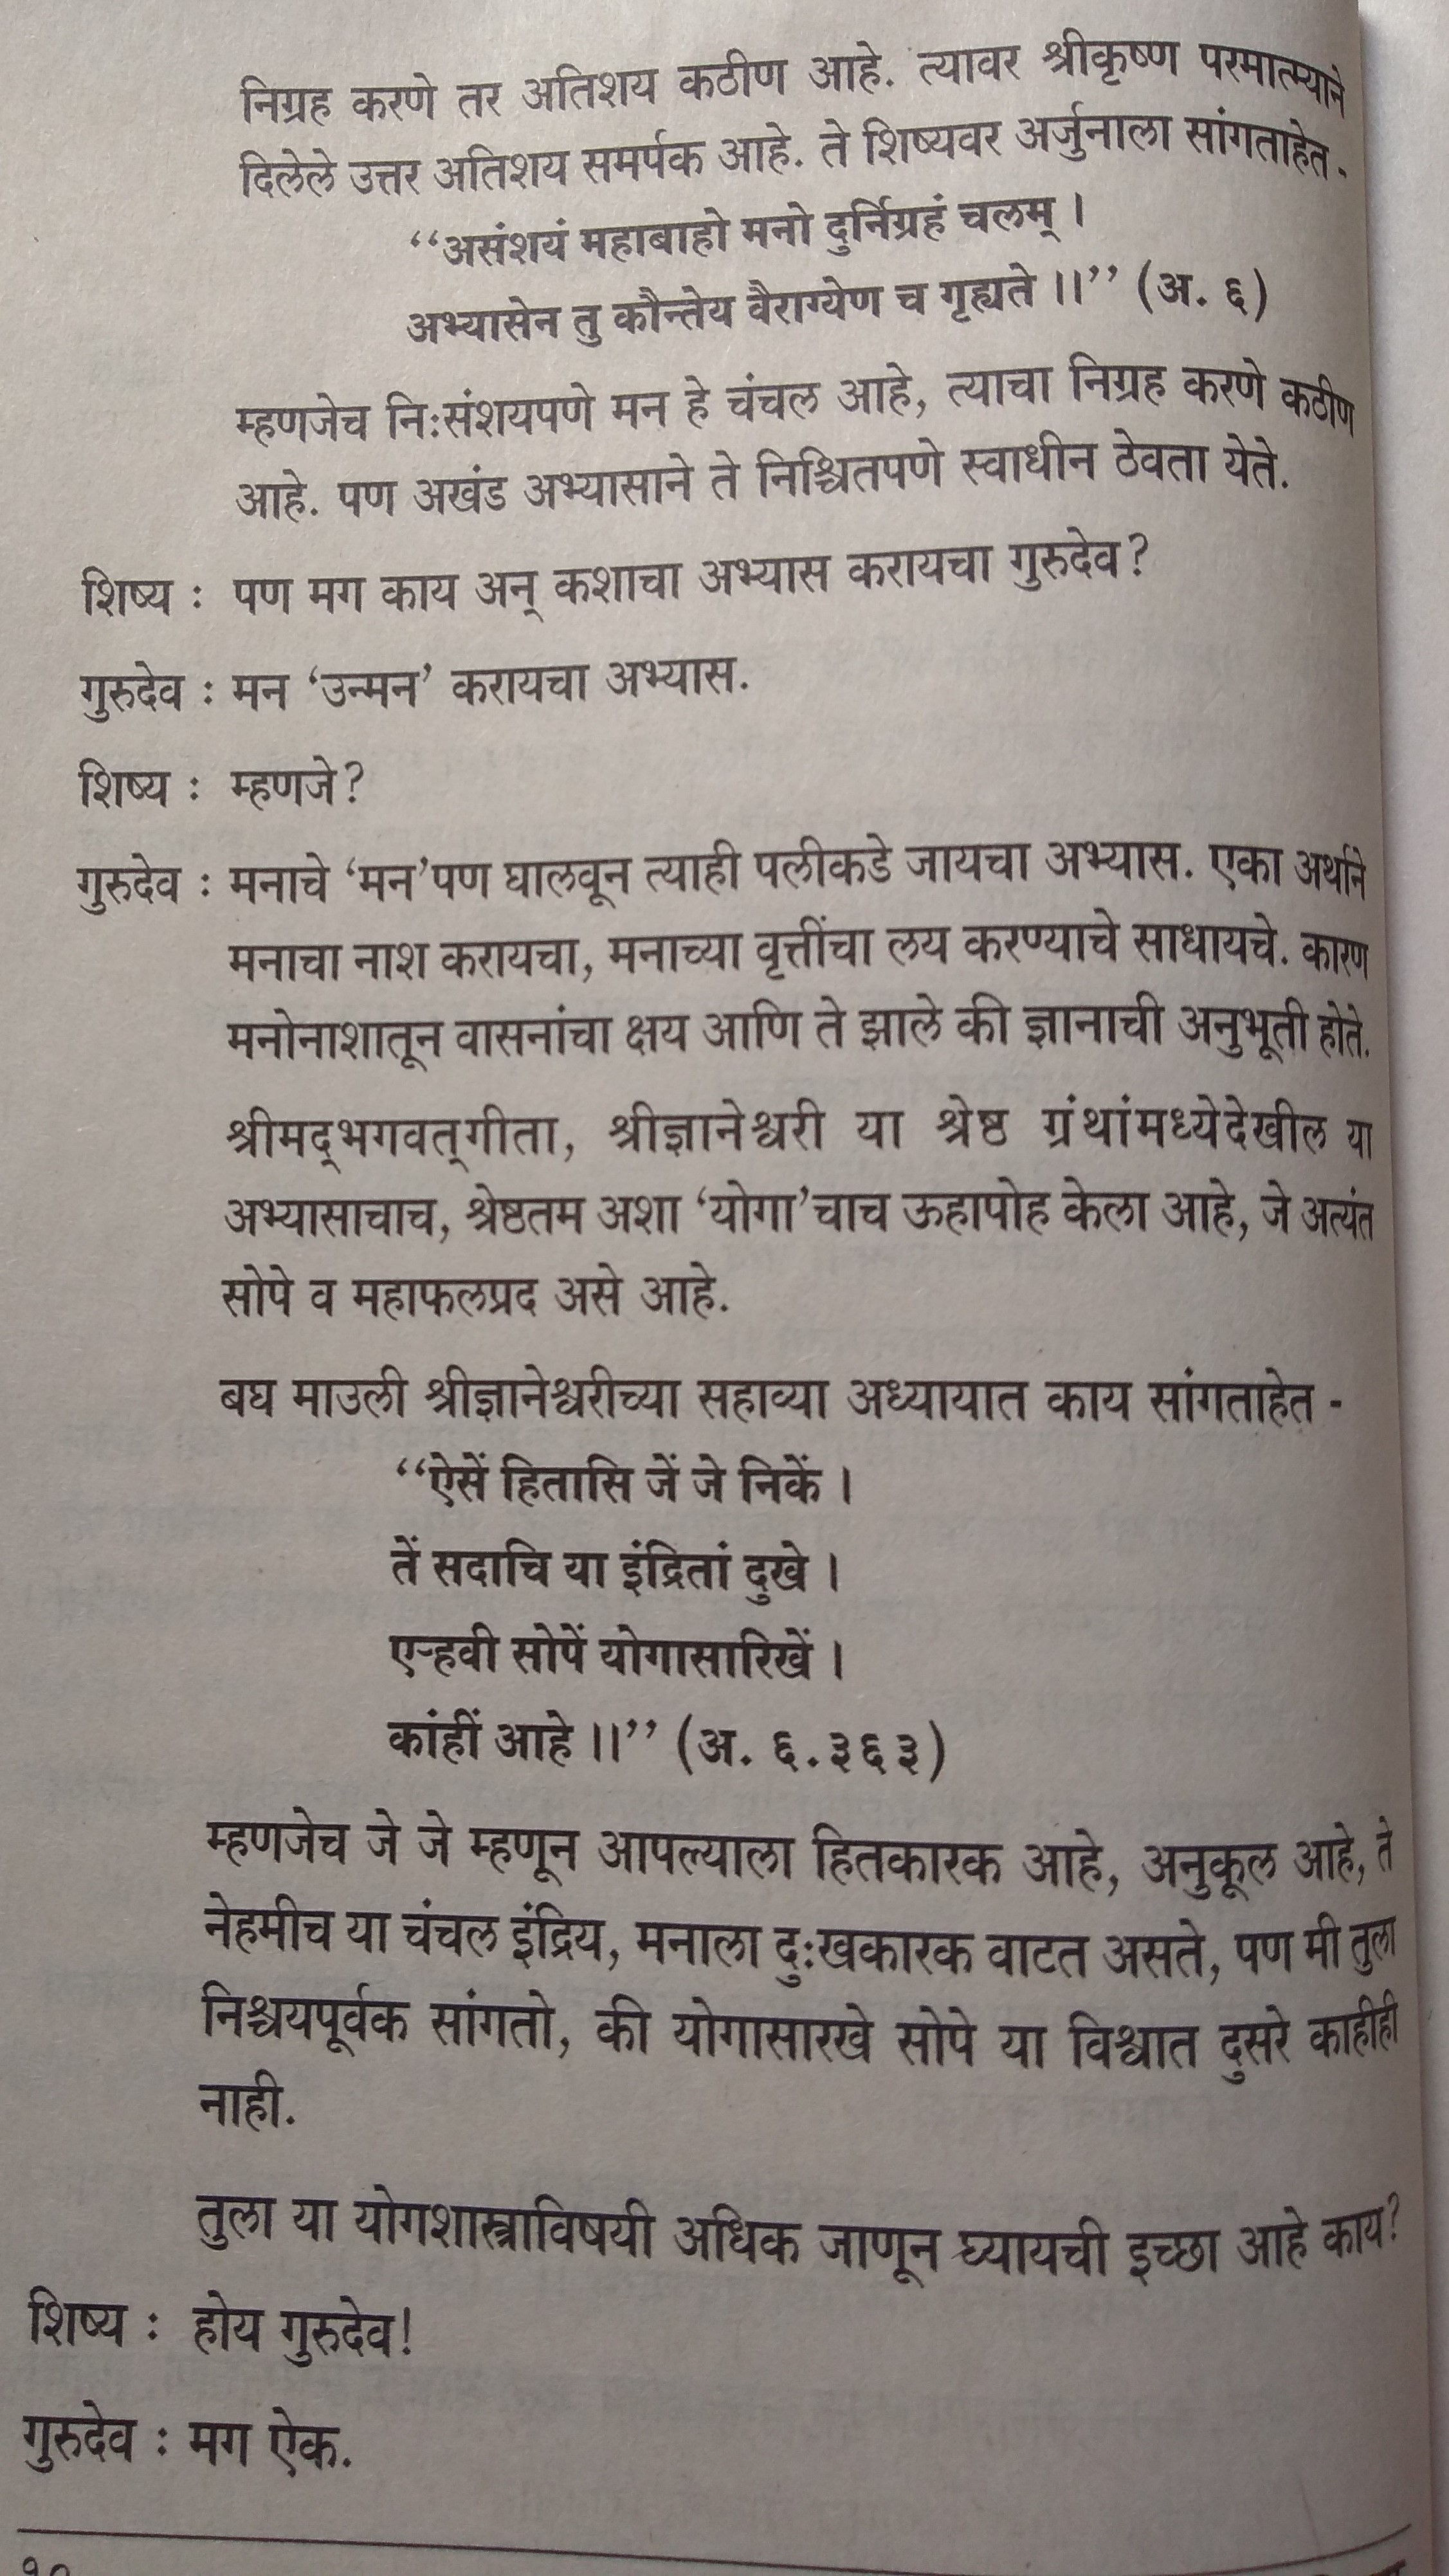 निग्रह करणे तर अतिशय कठीण आहे. त्यावर श्रीकृष्ण परमात्म्याने
दिलेले उत्तर अतिशय समर्पक आहे. ते शिष्यवर अर्जुनाला सांगताहेत -
“असंशयं महाबाहो मनो दुर्निग्रहं चलम् ।
अभ्यासेन तु कौन्तेय वैराग्येण च गृह्यते ।।” (अ. ६)
म्हणजेच निःसंशयपणे मन हे चंचल आहे, त्याचा निग्रह करणे कठीण
आहे. पण अखंड अभ्यासाने ते निश्चितपणे स्वाधीन ठेवता येते.
शिष्य : पण मग काय अन् कशाचा अभ्यास करायचा गुरुदेव?
गुरुदेव : मन ‘उन्मन’ करायचा अभ्यास.
शिष्य : म्हणजे?
गुरुदेव : मनाचे ‘मन’पण घालवून त्याही पलीकडे जायचा अभ्यास. एका अर्थाने
मनाचा नाश करायचा, मनाच्या वृत्तींचा लय करण्याचे साधायचे. कारण
मनोनाशातून वासनांचा क्षय आणि ते झाले की ज्ञानाची अनुभूती होते.
श्रीमद्‌भगवत्‌गीता, श्रीज्ञानेश्वरी या श्रेष्ठ ग्रंथांमध्येदेखील या
अभ्यासाचाच, श्रेष्ठतम अशा ‘योगा’चाच ऊहापोह केला आहे, जे अत्यंत
सोपे व महाफलप्रद असे आहे.
बघ माउली श्रीज्ञानेश्वरीच्या सहाव्या अध्यायात काय सांगताहेत -
“ऐसें हितासि जें जे निकें ।
तें सदाचि या इंद्रितां दुखे ।
एऱ्हवी सोपें योगासारिखें ।
कांहीं आहे ।।” (अ. ६.३६३)
म्हणजेच जे जे म्हणून आपल्याला हितकारक आहे, अनुकूल आहे, ते
नेहमीच या चंचल इंद्रिय, मनाला दुःखकारक वाटत असते, पण मी तुला
निश्चयपूर्वक सांगतो, की योगासारखे सोपे या विश्वात दुसरे काहीही
नाही.
तुला या योगशास्त्राविषयी अधिक जाणून घ्यायची इच्छा आहे काय?
शिष्य : होय गुरुदेव!
गुरुदेव : मग ऐक.